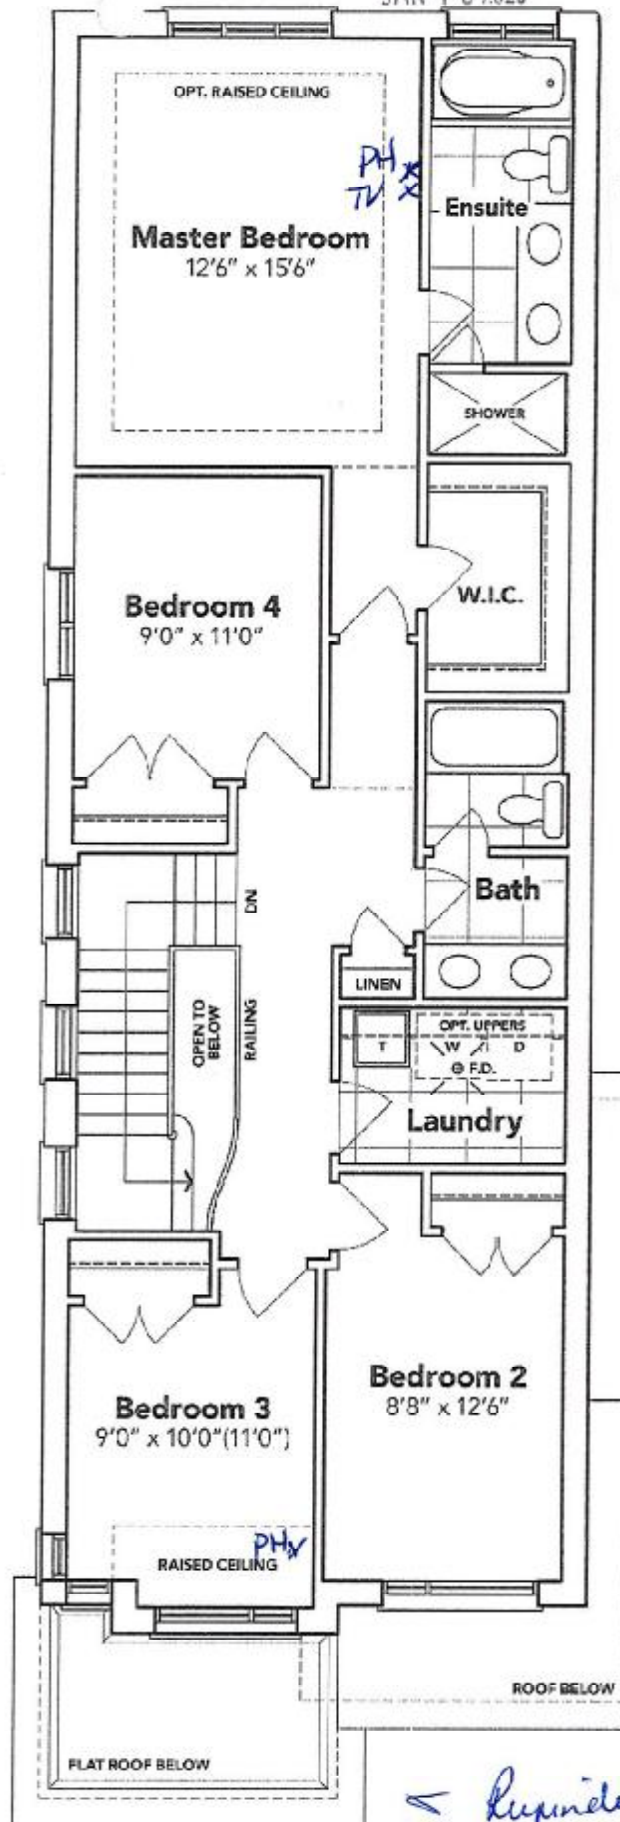 OPT. RAISED CEILING
PH x
TV x
Ensuite
Master Bedroom
12'6" x 15'6"
SHOWER
W.I.C.
Bedroom 4
9'0" x 11'0"
DN
Bath
LINEN
OPEN TO
BELOW
RAILING
OPT. UPPERS
T W D
F.D.
Laundry
Bedroom 2
8'8" x 12'6"
Bedroom 3
9'0" x 10'0"(11'0")
PH
RAISED CEILING
ROOF BELOW
FLAT ROOF BELOW